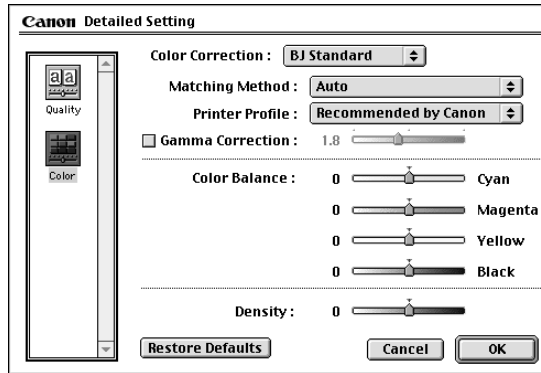 Canon Detailed Setting
aa
Quality
Color
Color Correction : BJ Standard
Matching Method : Auto
Printer Profile : Recommended by Canon
Gamma Correction : 1.8
Color Balance : 0 Cyan
0 Magenta
0 Yellow
0 Black
Density : 0
Restore Defaults Cancel OK